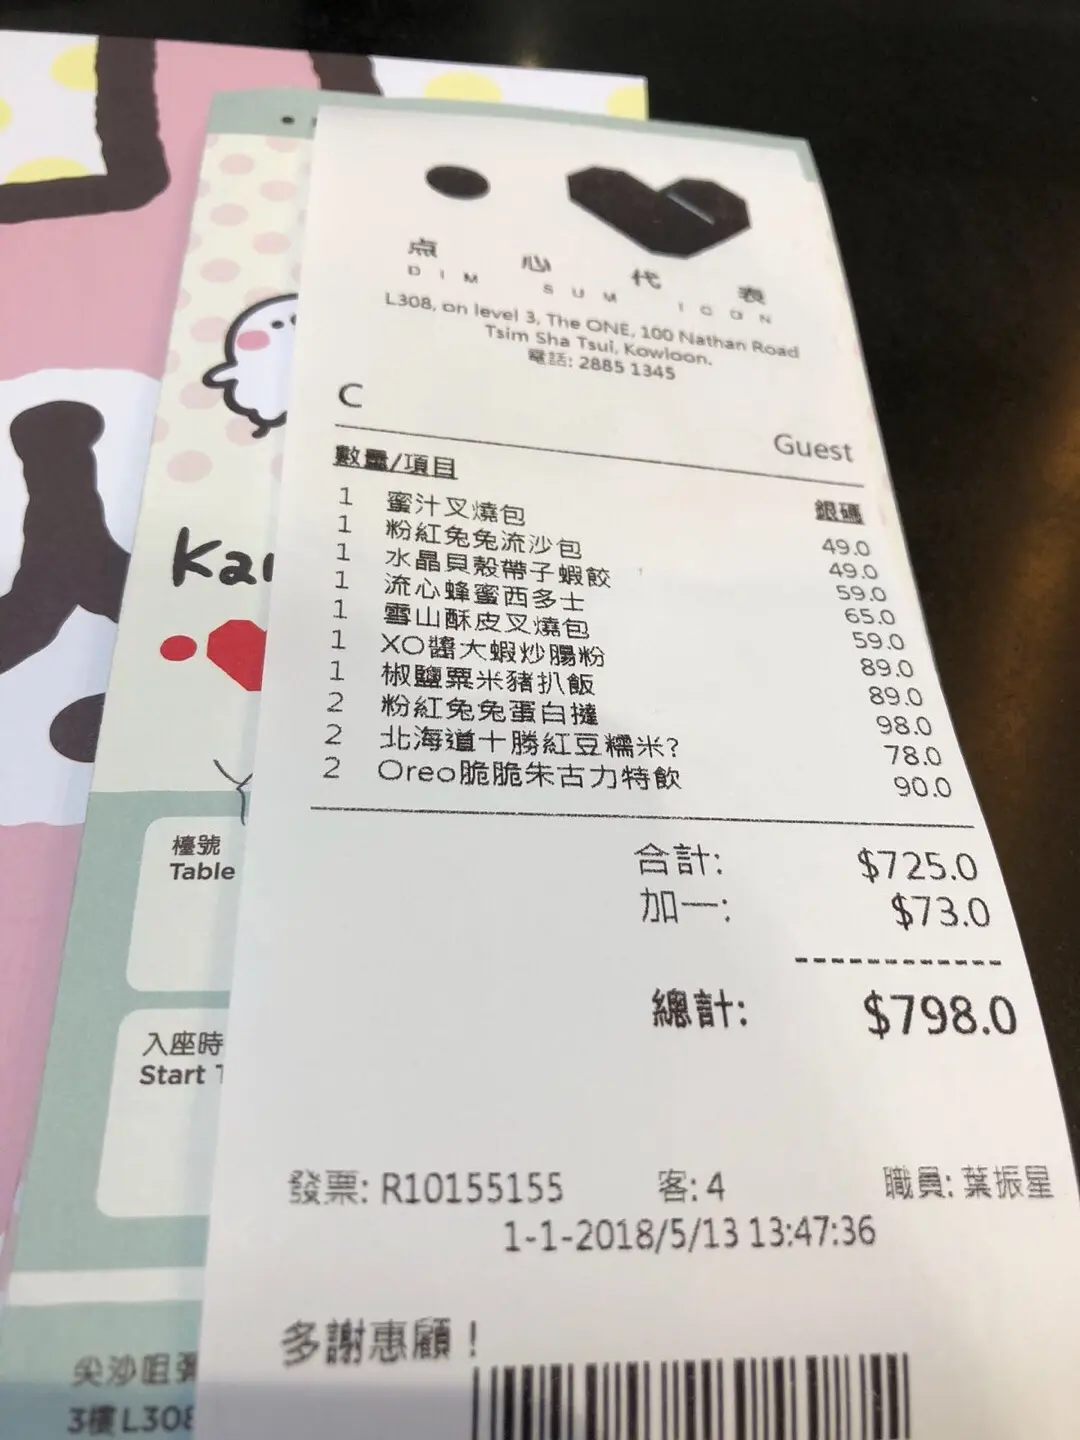 点心代表
DIM SUM ICON
L308, on level 3, The ONE, 100 Nathan Road
Tsim Sha Tsui, Kowloon.
電話: 2885 1345
C
Guest
數量/項目 銀碼
1 蜜汁叉燒包 49.0
1 粉紅兔兔流沙包 49.0
1 水晶貝殼帶子蝦餃 59.0
1 流心蜂蜜西多士 65.0
1 雪山酥皮叉燒包 59.0
1 XO醬大蝦炒腸粉 89.0
1 椒鹽粟米豬扒飯 89.0
2 粉紅兔兔蛋白撻 98.0
2 北海道十勝紅豆糯米? 78.0
2 Oreo脆脆朱古力特飲 90.0
合計: $725.0
加一: $73.0
總計: $798.0
發票: R10155155 客: 4 職員: 葉振星
1-1-2018/5/13 13:47:36
多謝惠顧!
Ka
檯號
Table
入座時
Start T
尖沙咀彌
3樓L308